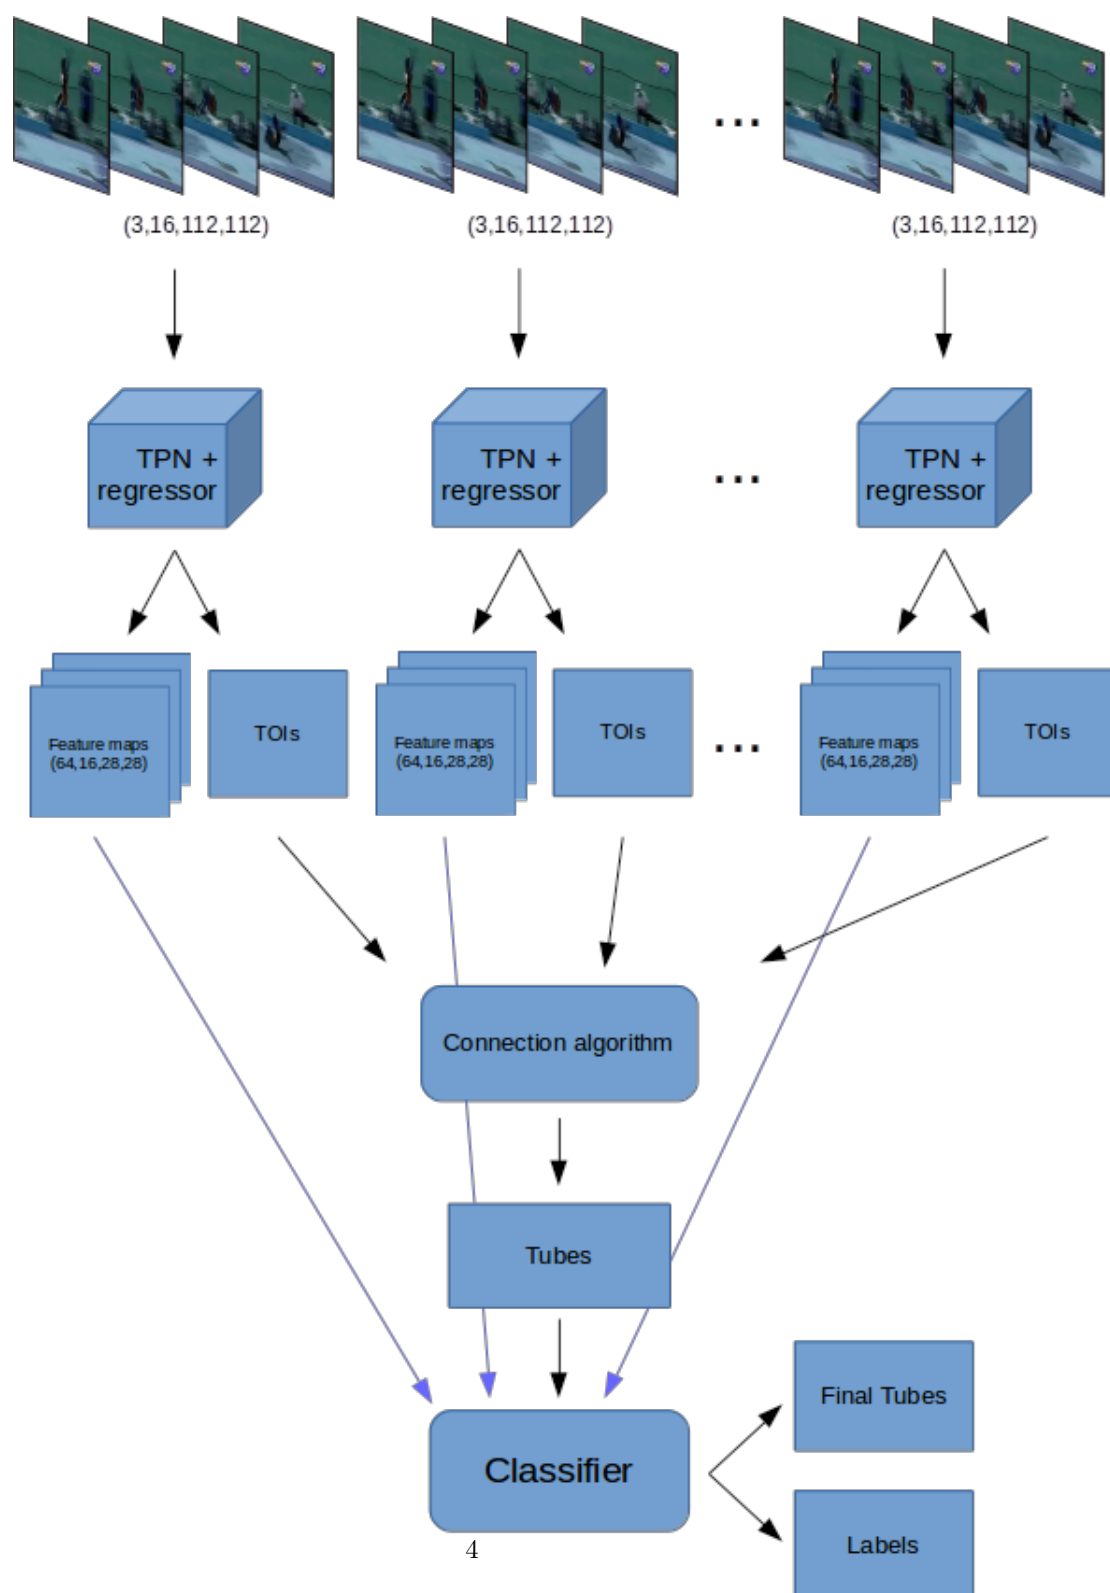 (3,16,112,112)
(3,16,112,112)
...
(3,16,112,112)
TPN +
regressor
TPN +
regressor
...
TPN +
regressor
Feature maps
(64,16,28,28)
TOIs
Feature maps
(64,16,28,28)
TOIs
...
Feature maps
(64,16,28,28)
TOIs
Connection algorithm
Tubes
Final Tubes
Classifier
Labels
4